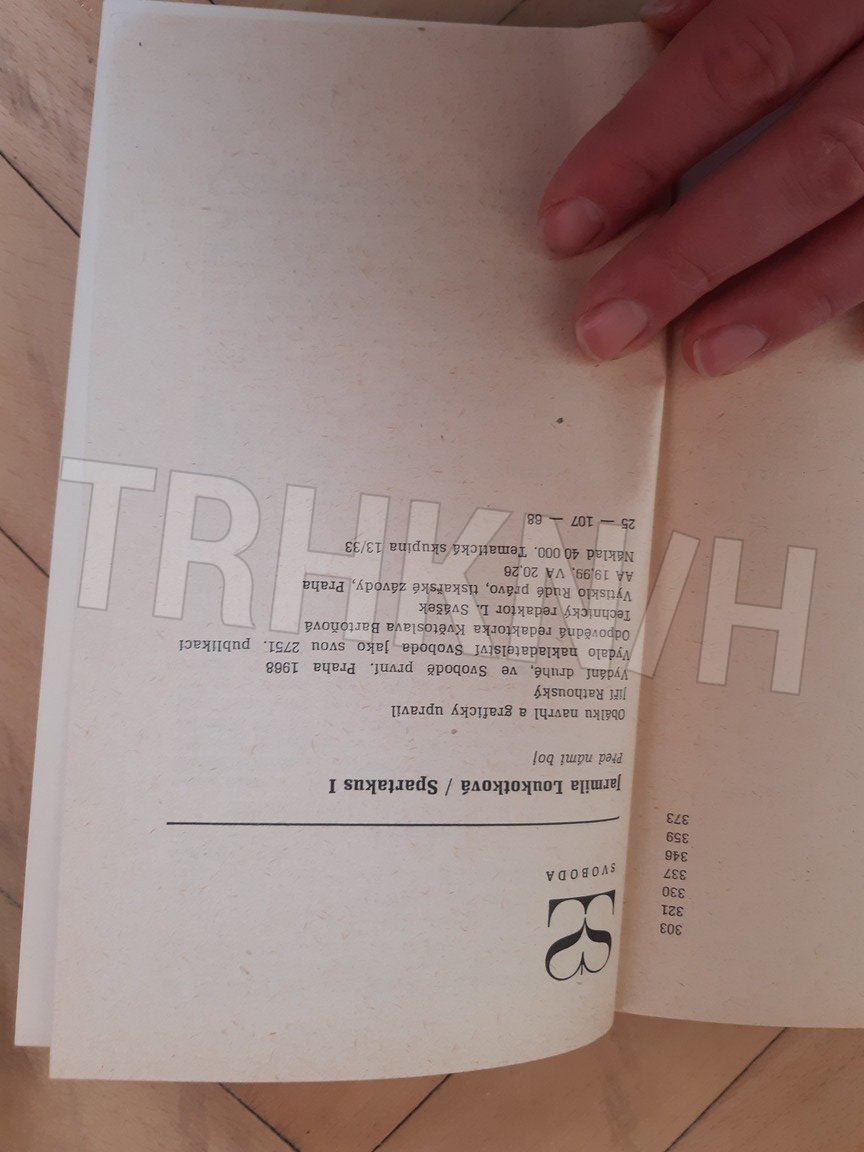 SVOBODA
Jarmila Loukotková / Spartakus I
Před námi boj
Obálku navrhl a graficky upravil
Jiří Rathouský
Vydání druhé, ve Svobodě první. Praha 1968
Vydalo nakladatelství Svoboda jako svou 2751. publikaci
Odpovědná redaktorka Květoslava Bartoňová
Technický redaktor L. Svášek
Vytisklo Rudé právo, tiskařské závody, Praha
AA 19,99. VA 20,26
Náklad 40 000. Tematická skupina 13/33
25 — 107 — 68
303
321
330
337
346
359
373
TRHKNVH